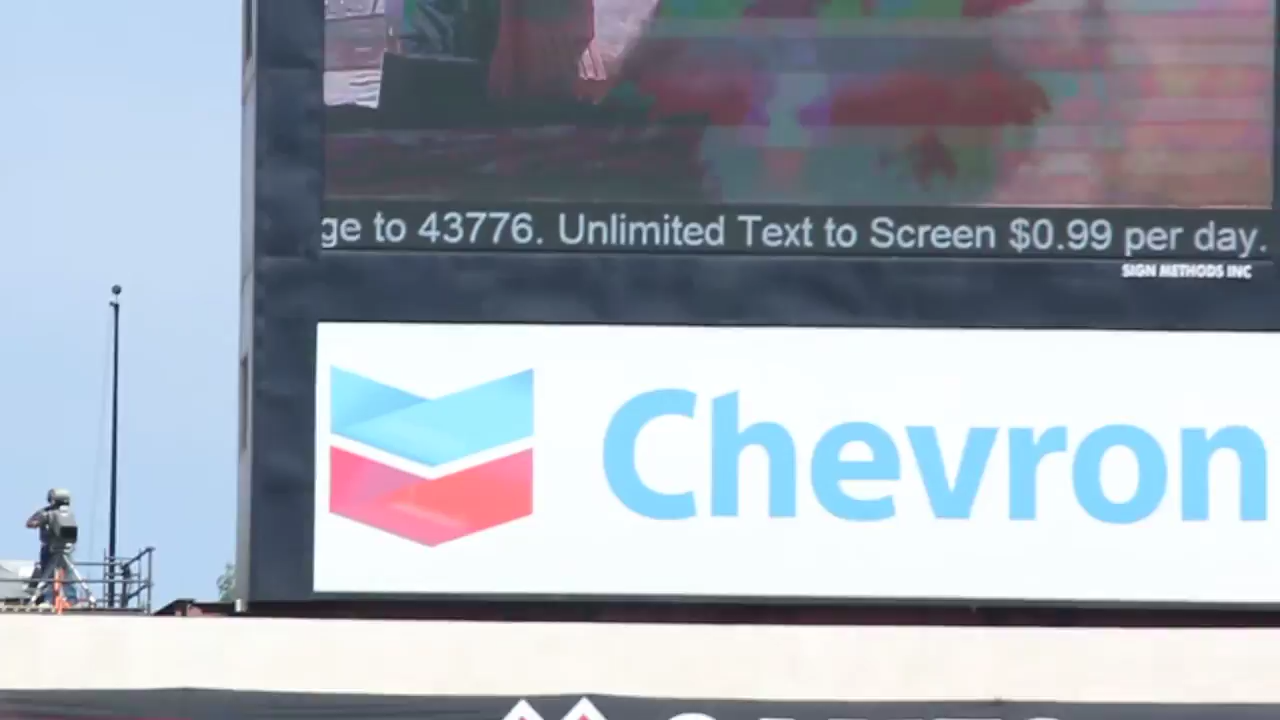 ge to 43776. Unlimited Text to Screen $0.99 per day.
SIGN METHODS INC
Chevron